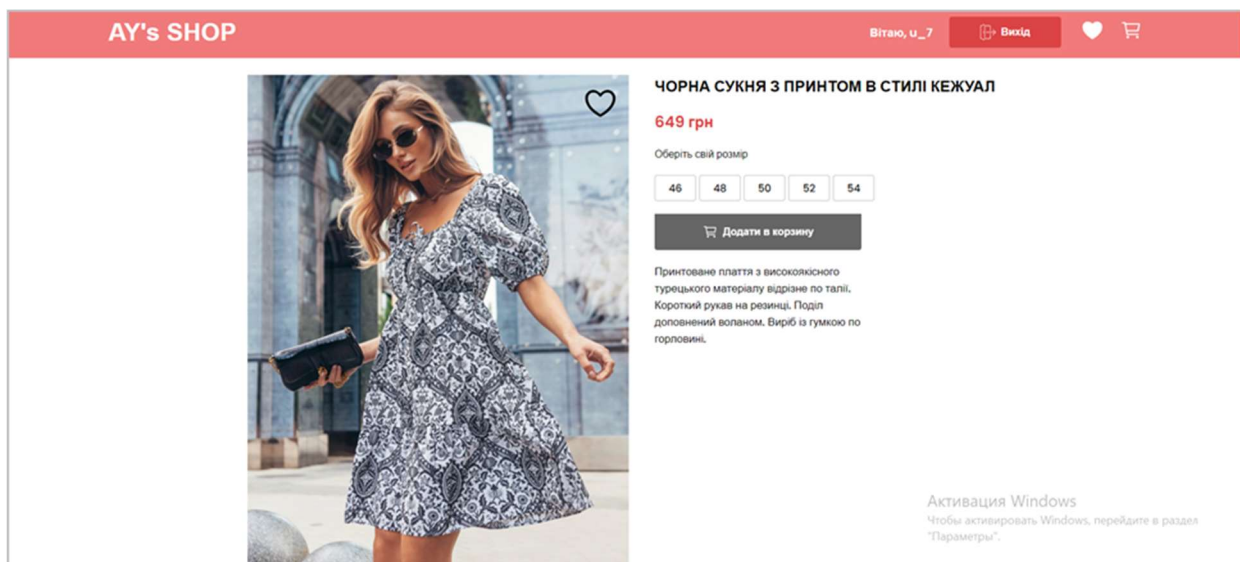 AY's SHOP
Вітаю, u_7
Вихід
ЧОРНА СУКНЯ З ПРИНТОМ В СТИЛІ КЕЖУАЛ
649 грн
Оберіть свій розмір
46 48 50 52 54
Додати в корзину
Принтоване плаття з високоякісного
турецького матеріалу відрізне по талії.
Короткий рукав на резинці. Поділ
доповнений воланом. Виріб із гумкою по
горловині.
Активация Windows
Чтобы активировать Windows, перейдите в раздел
"Параметры".